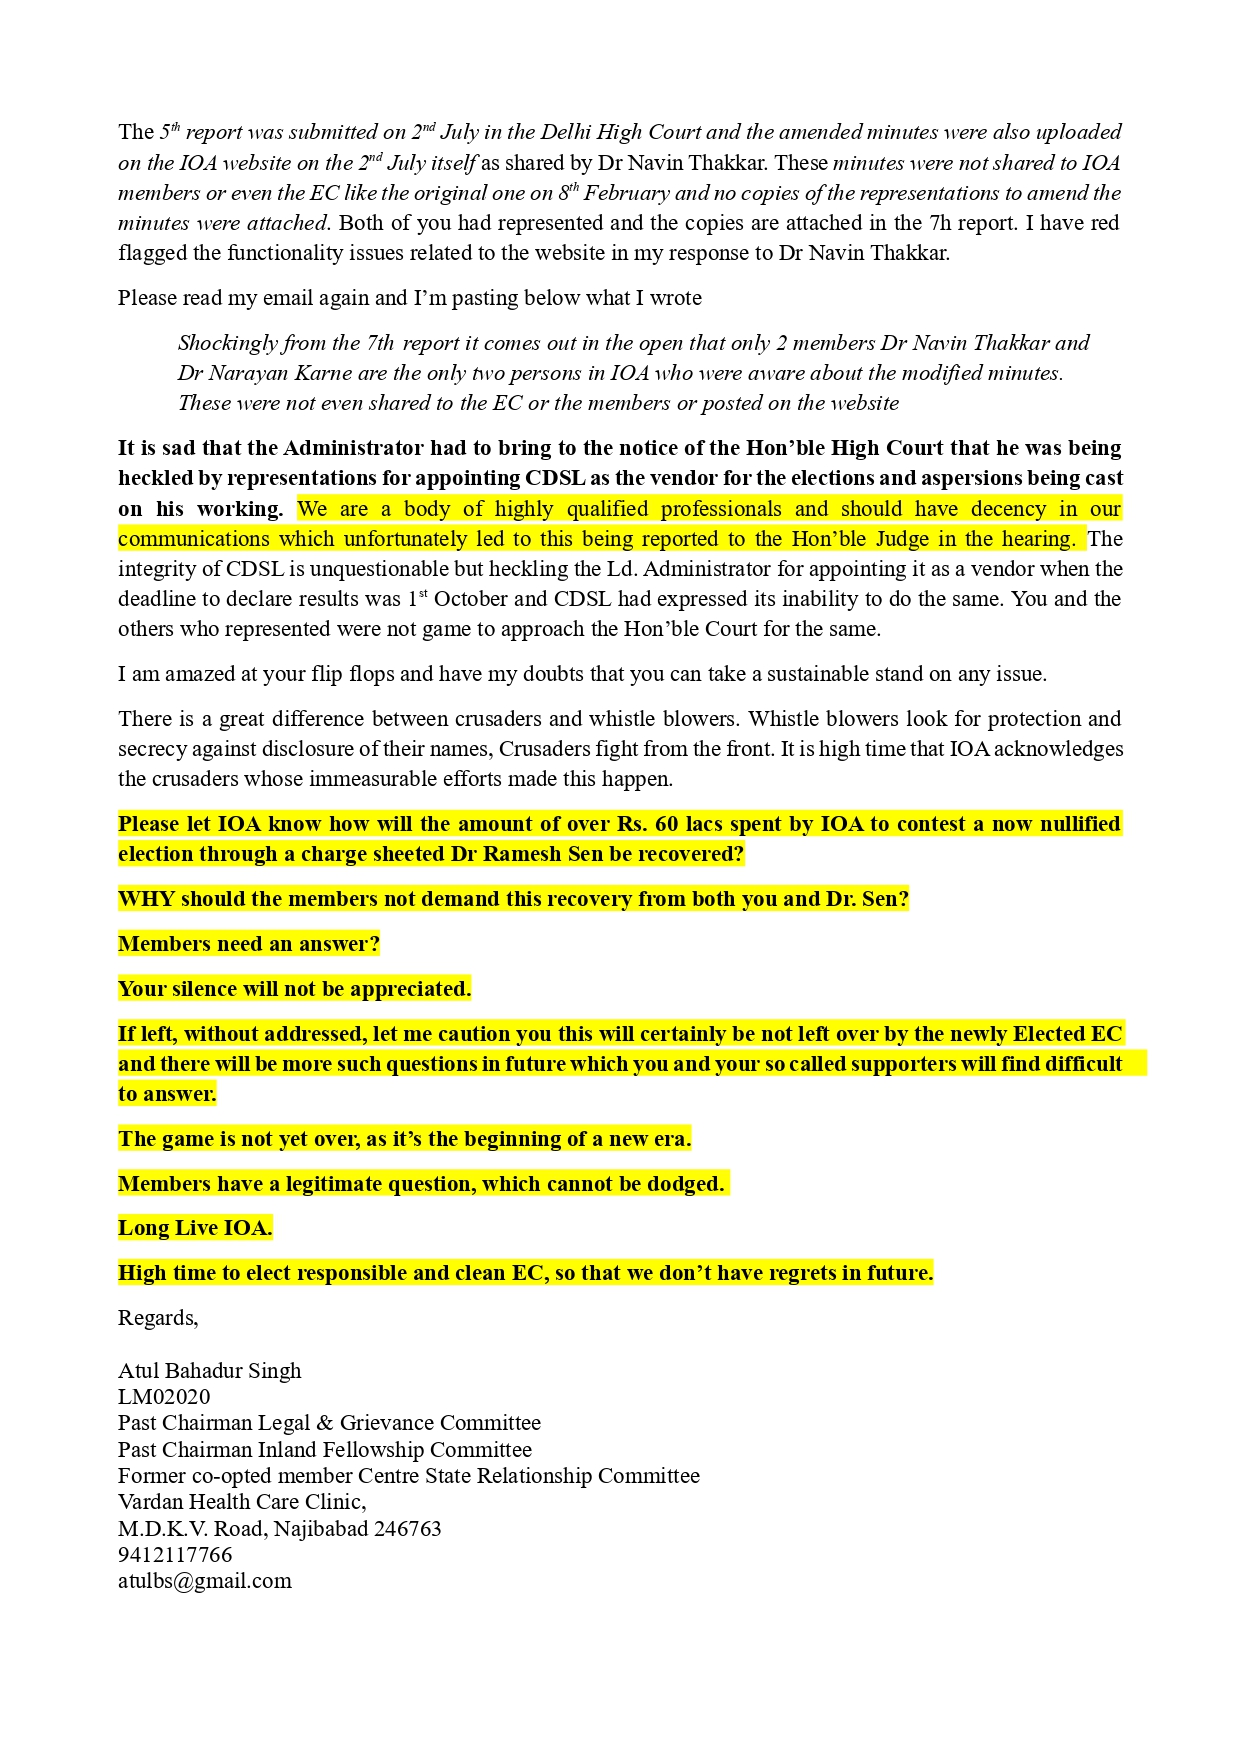 The 5th report was submitted on 2nd July in the Delhi High Court and the amended minutes were also uploaded
on the IOA website on the 2nd July itself as shared by Dr Navin Thakkar. These minutes were not shared to IOA
members or even the EC like the original one on 8th February and no copies of the representations to amend the
minutes were attached. Both of you had represented and the copies are attached in the 7h report. I have red
flagged the functionality issues related to the website in my response to Dr Navin Thakkar.
Please read my email again and I’m pasting below what I wrote
Shockingly from the 7th report it comes out in the open that only 2 members Dr Navin Thakkar and
Dr Narayan Karne are the only two persons in IOA who were aware about the modified minutes.
These were not even shared to the EC or the members or posted on the website
It is sad that the Administrator had to bring to the notice of the Hon’ble High Court that he was being
heckled by representations for appointing CDSL as the vendor for the elections and aspersions being cast
on his working. We are a body of highly qualified professionals and should have decency in our
communications which unfortunately led to this being reported to the Hon’ble Judge in the hearing. The
integrity of CDSL is unquestionable but heckling the Ld. Administrator for appointing it as a vendor when the
deadline to declare results was 1st October and CDSL had expressed its inability to do the same. You and the
others who represented were not game to approach the Hon’ble Court for the same.
I am amazed at your flip flops and have my doubts that you can take a sustainable stand on any issue.
There is a great difference between crusaders and whistle blowers. Whistle blowers look for protection and
secrecy against disclosure of their names, Crusaders fight from the front. It is high time that IOA acknowledges
the crusaders whose immeasurable efforts made this happen.
Please let IOA know how will the amount of over Rs. 60 lacs spent by IOA to contest a now nullified
election through a charge sheeted Dr Ramesh Sen be recovered?
WHY should the members not demand this recovery from both you and Dr. Sen?
Members need an answer?
Your silence will not be appreciated.
If left, without addressed, let me caution you this will certainly be not left over by the newly Elected EC
and there will be more such questions in future which you and your so called supporters will find difficult
to answer.
The game is not yet over, as it’s the beginning of a new era.
Members have a legitimate question, which cannot be dodged.
Long Live IOA.
High time to elect responsible and clean EC, so that we don’t have regrets in future.
Regards,
Atul Bahadur Singh
LM02020
Past Chairman Legal & Grievance Committee
Past Chairman Inland Fellowship Committee
Former co-opted member Centre State Relationship Committee
Vardan Health Care Clinic,
M.D.K.V. Road, Najibabad 246763
9412117766
atulbs@gmail.com